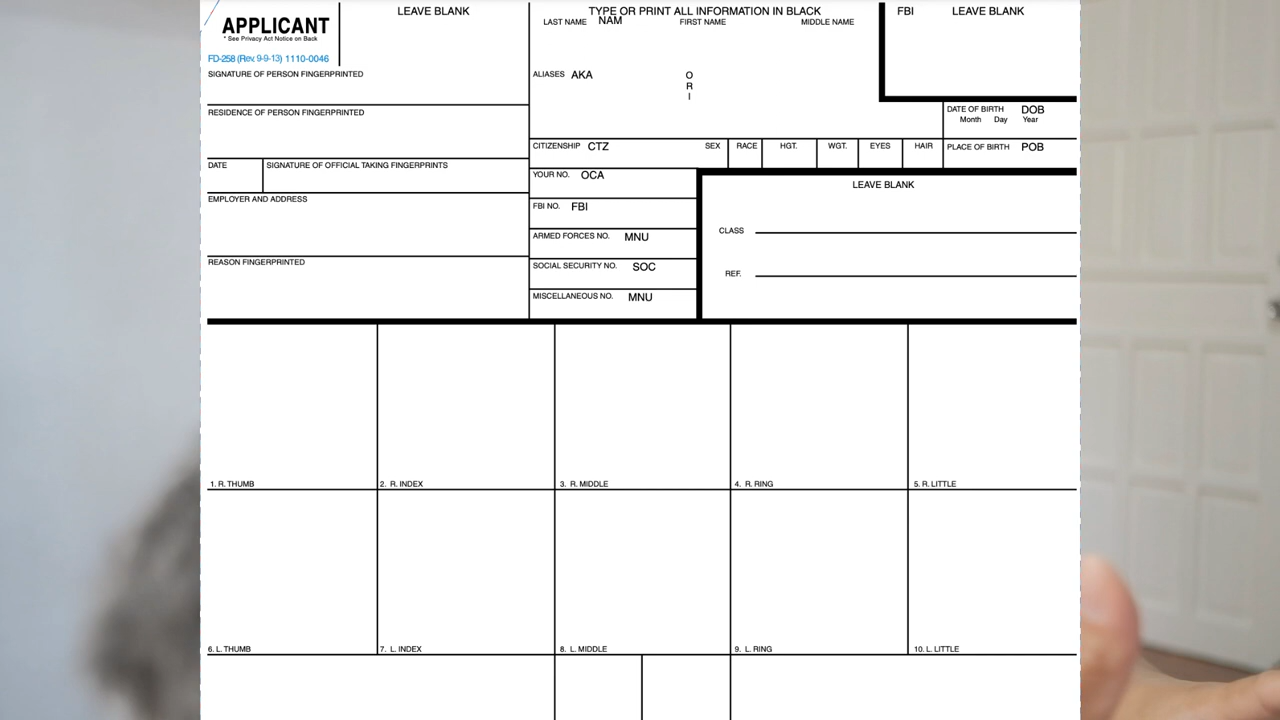 LEAVE BLANK
TYPE OR PRINT ALL INFORMATION IN BLACK
FBI LEAVE BLANK
APPLICANT
* See Privacy Act Notice on Back
FD-258 (Rev. 9-9-13) 1110-0046
LAST NAME NAM FIRST NAME MIDDLE NAME
SIGNATURE OF PERSON FINGERPRINTED
ALIASES AKA
O
R
I
RESIDENCE OF PERSON FINGERPRINTED
DATE OF BIRTH DOB
Month Day Year
CITIZENSHIP CTZ
SEX RACE HGT. WGT. EYES HAIR
PLACE OF BIRTH POB
DATE SIGNATURE OF OFFICIAL TAKING FINGERPRINTS
YOUR NO. OCA
LEAVE BLANK
EMPLOYER AND ADDRESS
FBI NO. FBI
CLASS
ARMED FORCES NO. MNU
REASON FINGERPRINTED
SOCIAL SECURITY NO. SOC
REF.
MISCELLANEOUS NO. MNU
1. R. THUMB 2. R. INDEX 3. R. MIDDLE 4. R. RING 5. R. LITTLE
6. L. THUMB 7. L. INDEX 8. L. MIDDLE 9. L. RING 10. L. LITTLE